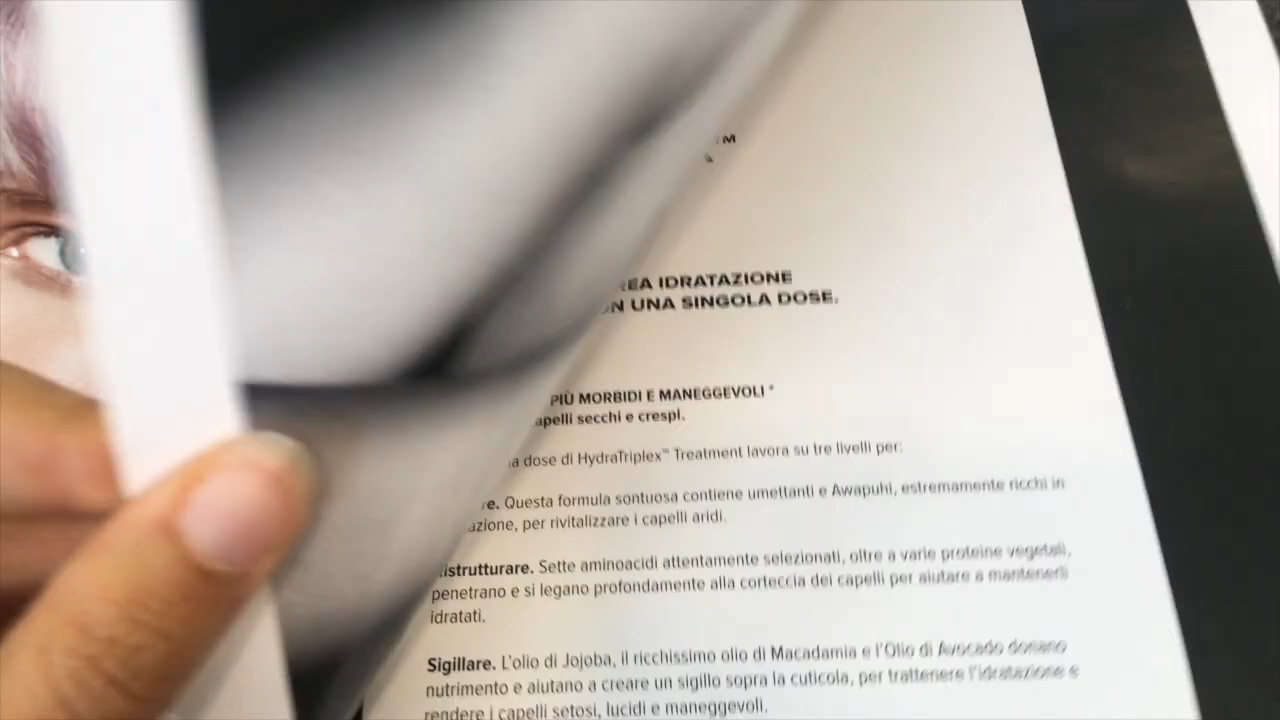 IDRATAZIONE
UNA SINGOLA DOSE.
PIÙ MORBIDI E MANEGGEVOLI *
secchi e crespi.
dose di HydraTriplex™ Treatment lavora su tre livelli per:
Questa formula sontuosa contiene umettanti e Awapuhi, estremamente ricchi in
per rivitalizzare i capelli aridi.
Sette aminoacidi attentamente selezionati, oltre a varie proteine vegetali,
penetrano e si legano profondamente alla corteccia dei capelli per aiutare a mantenerli
idratati.
Sigillare. L'olio di Jojoba, il ricchissimo olio di Macadamia e l'Olio di Avocado donano
nutrimento e aiutano a creare un sigillo sopra la cuticola, per trattenere l'idratazione e
rendere i capelli setosi, lucidi e maneggevoli.